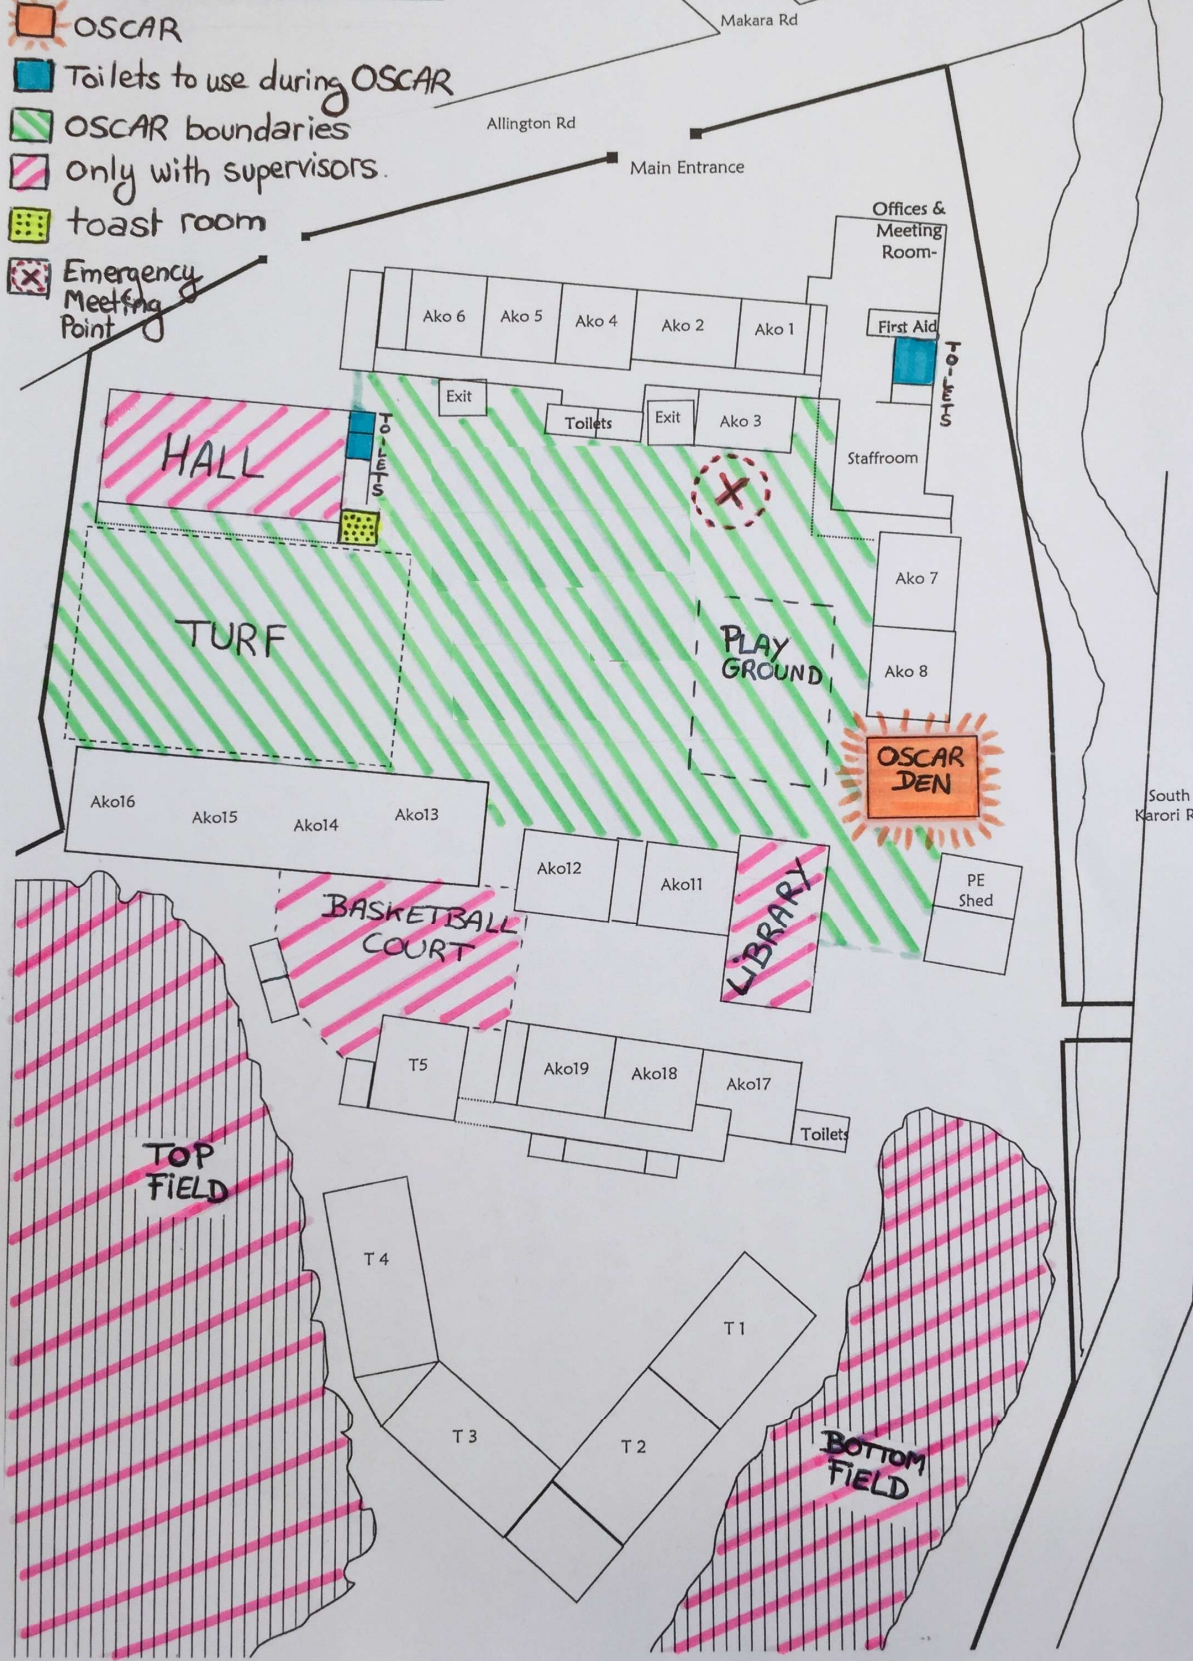 OSCAR
Toilets to use during OSCAR
OSCAR boundaries
only with supervisors.
toast room
Emergency
Meeting
Point
Makara Rd
Allington Rd
Main Entrance
Offices &
Meeting
Room-
First Aid
TOILETS
Ako 6
Ako 5
Ako 4
Ako 2
Ako 1
Exit
Toilets
Exit
Ako 3
Staffroom
HALL
TOILETS
X
Ako 7
TURF
PLAY
GROUND
Ako 8
OSCAR
DEN
South
Ako16
Ako15
Ako14
Ako13
Karori R
Ako12
Ako11
LIBRARY
PE
Shed
BASKETBALL
COURT
T5
Ako19
Ako18
Ako17
Toilets
TOP
FIELD
T 4
T 1
T 3
T 2
BOTTOM
FIELD